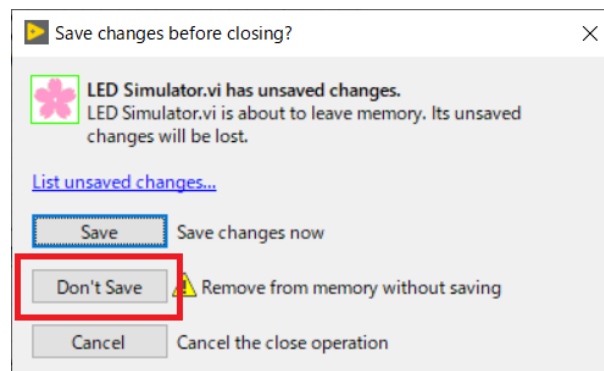 Save changes before closing?
LED Simulator.vi has unsaved changes.
LED Simulator.vi is about to leave memory. Its unsaved
changes will be lost.
List unsaved changes...
Save Save changes now
Don't Save Remove from memory without saving
Cancel Cancel the close operation